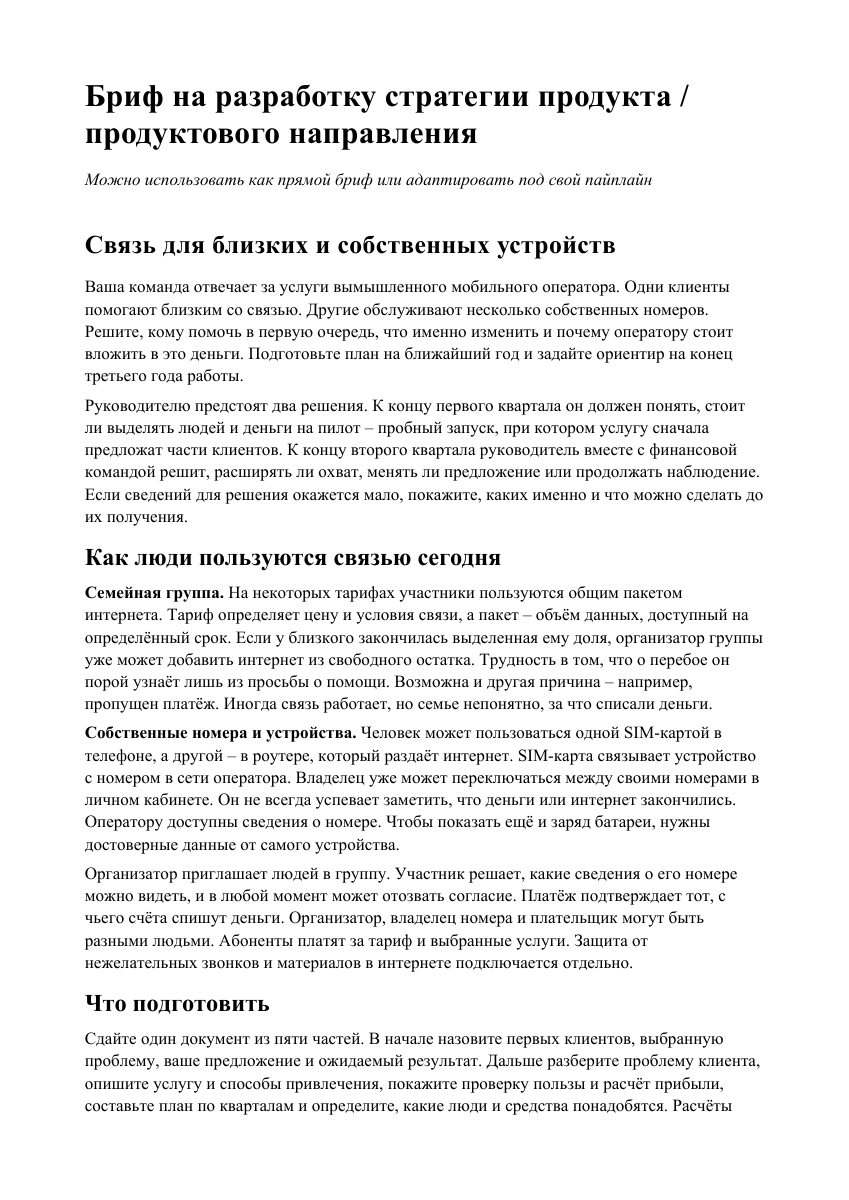 Бриф на разработку стратегии продукта /
продуктового направления
Можно использовать как прямой бриф или адаптировать под свой пайплайн
Связь для близких и собственных устройств
Ваша команда отвечает за услуги вымышленного мобильного оператора. Одни клиенты
помогают близким со связью. Другие обслуживают несколько собственных номеров.
Решите, кому помочь в первую очередь, что именно изменить и почему оператору стоит
вложить в это деньги. Подготовьте план на ближайший год и задайте ориентир на конец
третьего года работы.
Руководителю предстоят два решения. К концу первого квартала он должен понять, стоит
ли выделять людей и деньги на пилот – пробный запуск, при котором услугу сначала
предложат части клиентов. К концу второго квартала руководитель вместе с финансовой
командой решит, расширять ли охват, менять ли предложение или продолжать наблюдение.
Если сведений для решения окажется мало, покажите, каких именно и что можно сделать до
их получения.
Как люди пользуются связью сегодня
Семейная группа. На некоторых тарифах участники пользуются общим пакетом
интернета. Тариф определяет цену и условия связи, а пакет – объём данных, доступный на
определённый срок. Если у близкого закончилась выделенная ему доля, организатор группы
уже может добавить интернет из свободного остатка. Трудность в том, что о перебое он
порой узнаёт лишь из просьбы о помощи. Возможна и другая причина – например,
пропущен платёж. Иногда связь работает, но семье непонятно, за что списали деньги.
Собственные номера и устройства. Человек может пользоваться одной SIM-картой в
телефоне, а другой – в роутере, который раздаёт интернет. SIM-карта связывает устройство
с номером в сети оператора. Владелец уже может переключаться между своими номерами в
личном кабинете. Он не всегда успевает заметить, что деньги или интернет закончились.
Оператору доступны сведения о номере. Чтобы показать ещё и заряд батареи, нужны
достоверные данные от самого устройства.
Организатор приглашает людей в группу. Участник решает, какие сведения о его номере
можно видеть, и в любой момент может отозвать согласие. Платёж подтверждает тот, с
чьего счёта спишут деньги. Организатор, владелец номера и плательщик могут быть
разными людьми. Абоненты платят за тариф и выбранные услуги. Защита от
нежелательных звонков и материалов в интернете подключается отдельно.
Что подготовить
Сдайте один документ из пяти частей. В начале назовите первых клиентов, выбранную
проблему, ваше предложение и ожидаемый результат. Дальше разберите проблему клиента,
опишите услугу и способы привлечения, покажите проверку пользы и расчёт прибыли,
составьте план по кварталам и определите, какие люди и средства понадобятся. Расчёты